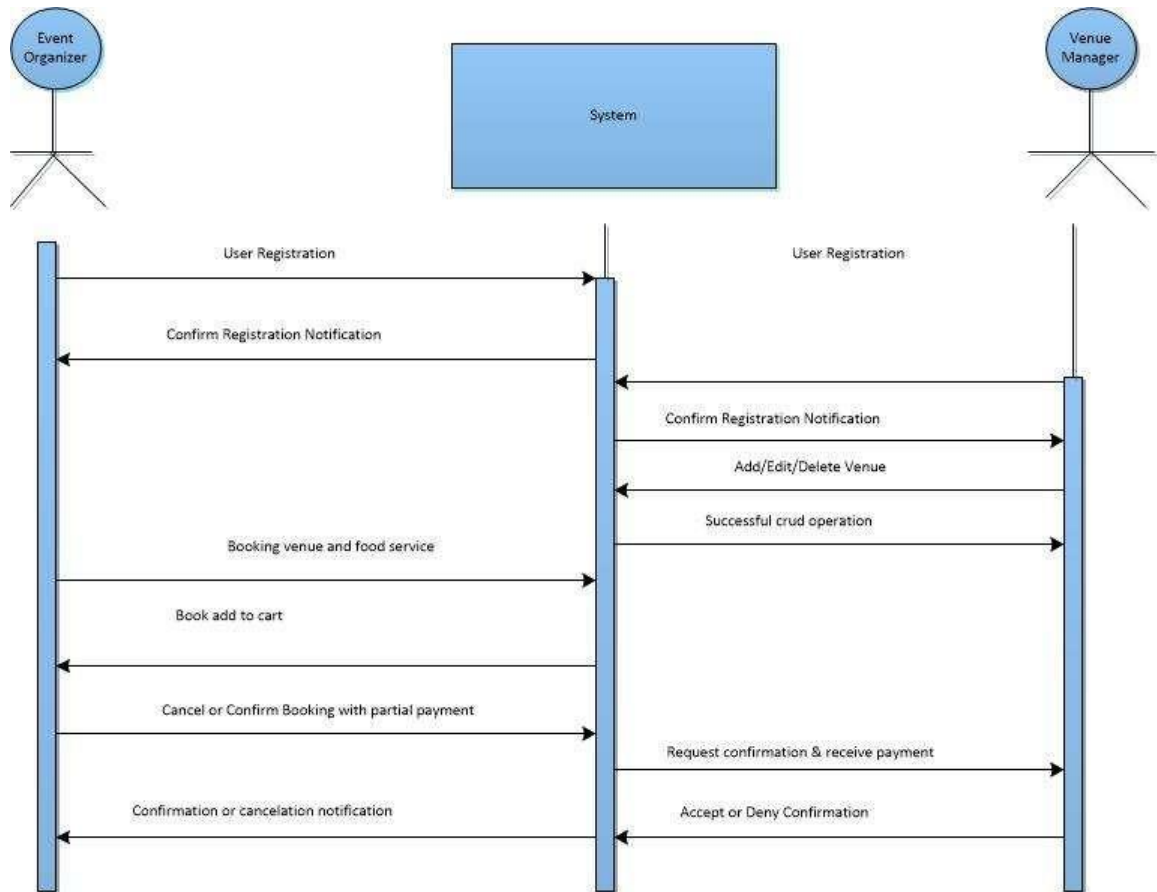 Event
Organizer
System
Venue
Manager
User Registration
User Registration
Confirm Registration Notification
Confirm Registration Notification
Add/Edit/Delete Venue
Successful crud operation
Booking venue and food service
Book add to cart
Cancel or Confirm Booking with partial payment
Request confirmation & receive payment
Confirmation or cancelation notification
Accept or Deny Confirmation